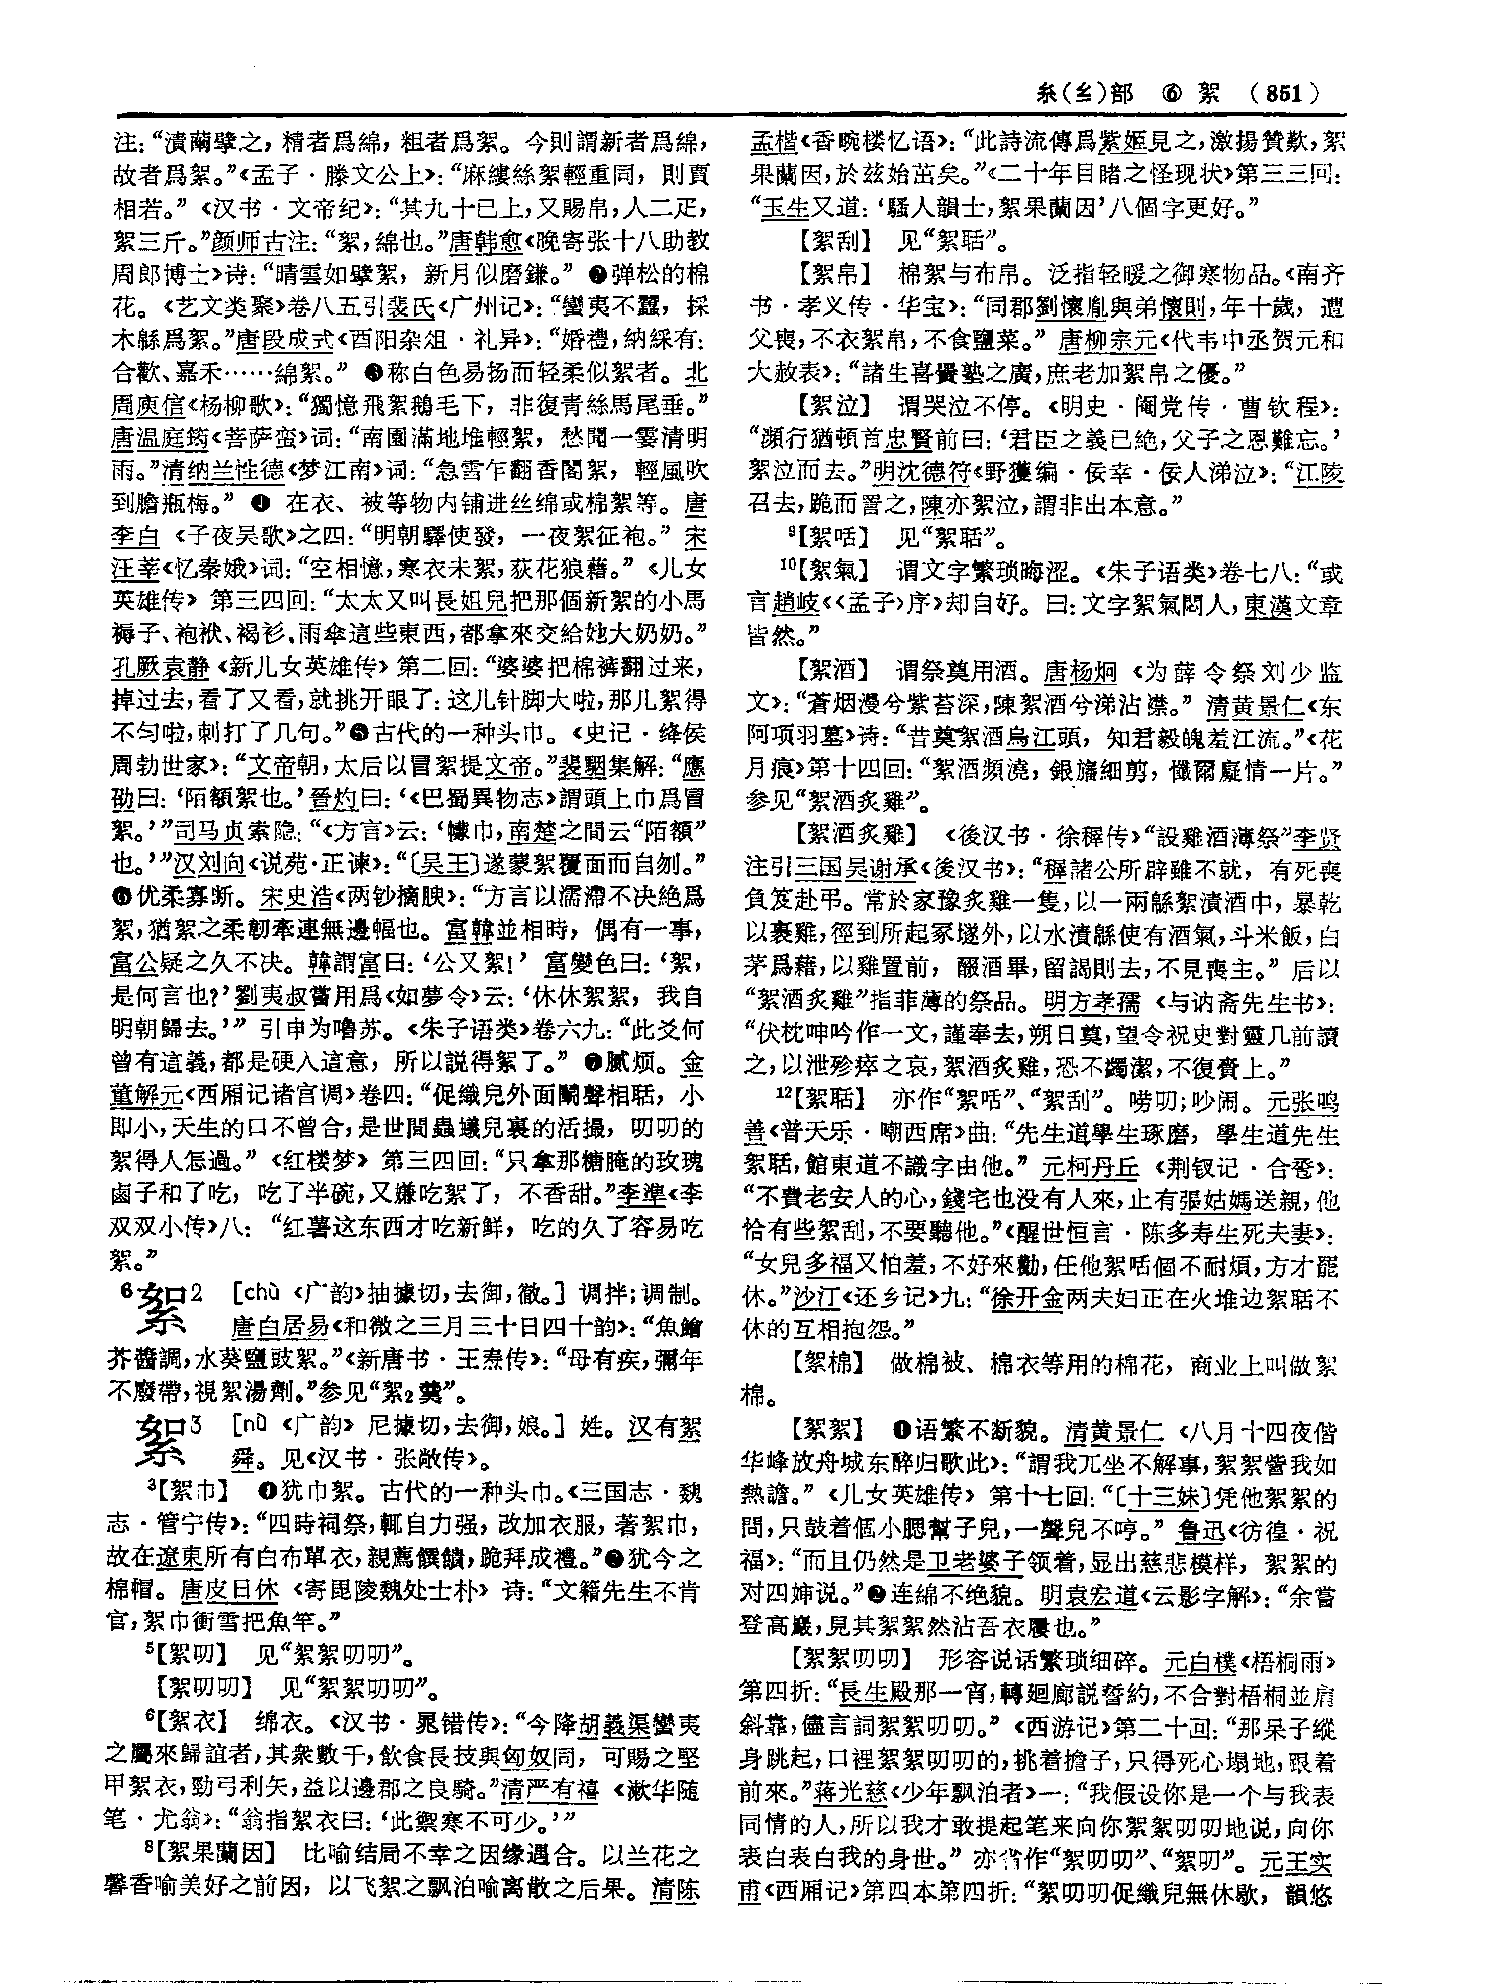 糸(糹)部 ⑥ 絮 (851)
注：“漬繭擘之，精者爲綿，粗者爲絮。今則謂新者爲綿，
故者爲絮。”《孟子·滕文公上》：“麻縷絲絮輕重同，則賈
相若。”《汉书·文帝纪》：“其九十已上，又賜帛，人二疋，
絮三斤。”颜师古注：“絮，綿也。”唐韩愈《晚寄张十八助教
周郎博士》诗：“晴雲如擘絮，新月似磨鎌。”❷弹松的棉
花。《艺文类聚》卷八五引裴氏《广州记》：“蠻夷不蠶，採
木緜爲絮。”唐段成式《酉阳杂俎·礼异》：“婚禮，納綵有：
合歡、嘉禾……綿絮。”❸称白色易扬而轻柔似絮者。北
周庾信《杨柳歌》：“獨憶飛絮鵝毛下，非復青絲馬尾垂。”
唐温庭筠《菩萨蛮》词：“南園滿地堆輕絮，愁聞一霎清明
雨。”清纳兰性德《梦江南》词：“急雪乍翻香閣絮，輕風吹
到膽瓶梅。”❹ 在衣、被等物内铺进丝绵或棉絮等。唐
李白《子夜吴歌》之四：“明朝驛使發，一夜絮征袍。”宋
汪莘《忆秦娥》词：“空相憶，寒衣未絮，荻花狼藉。”《儿女
英雄传》第三四回：“太太又叫長姐兒把那個新絮的小馬
褥子、袍袱、褐衫、雨傘這些東西，都拿來交給她大奶奶。”
孔厥袁静《新儿女英雄传》第二回：“婆婆把棉裤翻过来，
掉过去，看了又看，就挑开眼了：这儿针脚大啦，那儿絮得
不匀啦，刺打了几句。”❺古代的一种头巾。《史记·绛侯
周勃世家》：“文帝朝，太后以冒絮提文帝。”裴駰集解：“應
劭曰：‘陌額絮也。’晉灼曰：‘《巴蜀異物志》謂頭上巾爲冒
絮。’”司马贞索隐：“《方言》云：‘幪巾，南楚之間云“陌額”
也。’”汉刘向《说苑·正谏》：“〔吴王〕遂蒙絮覆面而自刎。”
❻优柔寡断。宋史浩《两钞摘腴》：“方言以濡滯不决絶爲
絮，猶絮之柔韌牽連無邊幅也。富韓並相時，偶有一事，
富公疑之久不决。韓謂富曰：‘公又絮！’富變色曰：‘絮，
是何言也？’劉夷叔嘗用爲《如夢令》云：‘休休絮絮，我自
明朝歸去。’”引申为噜苏。《朱子语类》卷六九：“此爻何
曾有這義，都是硬入這意，所以説得絮了。”❼腻烦。金
董解元《西厢记诸宫调》卷四：“促織兒外面鬭聲相聒，小
即小，天生的口不曾合，是世間蟲蟻兒裏的活撮，叨叨的
絮得人怎過。”《红楼梦》第三四回：“只拿那糖腌的玫瑰
鹵子和了吃，吃了半碗，又嫌吃絮了，不香甜。”李準《李
双双小传》八：“红薯这东西才吃新鲜，吃的久了容易吃
絮。”
6絮2 [chù 《广韵》抽據切，去御，徹。] 调拌；调制。
唐白居易《和微之三月三十日四十韵》：“魚鱠
芥醬調，水葵鹽豉絮。”《新唐书·王焘传》：“母有疾，彌年
不廢帶，視絮湯劑。”参见“絮2羹”。
絮3 [nǜ 《广韵》尼據切，去御，娘。] 姓。汉有絮
舜。见《汉书·张敞传》。
3【絮巾】 ❶犹巾絮。古代的一种头巾。《三国志·魏
志·管宁传》：“四時祠祭，輒自力强，改加衣服，著絮巾，
故在遼東所有白布單衣，親薦饌饋，跪拜成禮。”❷犹今之
棉帽。唐皮日休《寄毘陵魏处士朴》诗：“文籍先生不肯
官，絮巾衝雪把魚竿。”
5【絮叨】 见“絮絮叨叨”。
【絮叨叨】 见“絮絮叨叨”。
6【絮衣】 绵衣。《汉书·晁错传》：“今降胡義渠蠻夷
之屬來歸誼者，其衆數千，飲食長技與匈奴同，可賜之堅
甲絮衣，勁弓利矢，益以邊郡之良騎。”清严有禧《漱华随
笔·尤翁》：“翁指絮衣曰：‘此禦寒不可少。’”
8【絮果蘭因】 比喻结局不幸之因缘遇合。以兰花之
馨香喻美好之前因，以飞絮之飘泊喻离散之后果。清陈
孟楷《香畹楼忆语》：“此詩流傳爲紫姬見之，激揚贊歎，絮
果蘭因，於兹始茁矣。”《二十年目睹之怪现状》第三三回：
“玉生又道：‘騷人韻士，絮果蘭因’八個字更好。”
【絮刮】 见“絮聒”。
【絮帛】 棉絮与布帛。泛指轻暖之御寒物品。《南齐
书·孝义传·华宝》：“同郡劉懷胤與弟懷則，年十歲，遭
父喪，不衣絮帛，不食鹽菜。”唐柳宗元《代韦中丞贺元和
大赦表》：“諸生喜黌塾之廣，庶老加絮帛之優。”
【絮泣】 谓哭泣不停。《明史·阉党传·曹钦程》：
“瀕行猶頓首忠賢前曰：‘君臣之義已絶，父子之恩難忘。’
絮泣而去。”明沈德符《野獲编·佞幸·佞人涕泣》：“江陵
召去，跪而詈之，陳亦絮泣，謂非出本意。”
9【絮咶】 见“絮聒”。
10【絮氣】 谓文字繁琐晦涩。《朱子语类》卷七八：“或
言趙岐《〈孟子〉序》却自好。曰：文字絮氣悶人，東漢文章
皆然。”
【絮酒】 谓祭奠用酒。唐杨炯《为薛令祭刘少监
文》：“蒼烟漫兮紫苔深，陳絮酒兮涕沾襟。”清黄景仁《东
阿项羽墓》诗：“昔奠絮酒烏江頭，知君毅魄羞江流。”《花
月痕》第十四回：“絮酒頻澆，銀旛細剪，懺爾癡情一片。”
参见“絮酒炙雞”。
【絮酒炙雞】 《後汉书·徐穉传》“設雞酒薄祭”李贤
注引三国吴谢承《後汉书》：“穉諸公所辟雖不就，有死喪
負笈赴弔。常於家豫炙雞一隻，以一兩緜絮漬酒中，暴乾
以裹雞，徑到所起冢㙇外，以水漬緜使有酒氣，斗米飯，白
茅爲藉，以雞置前，醊酒畢，留謁則去，不見喪主。”后以
“絮酒炙雞”指菲薄的祭品。明方孝孺《与讷斋先生书》：
“伏枕呻吟作一文，謹奉去，朔日奠，望令祝史對靈几前讀
之，以泄殄瘁之哀，絮酒炙雞，恐不蠲潔，不復賫上。”
12【絮聒】 亦作“絮咶”、“絮刮”。唠叨；吵闹。元张鸣
善《普天乐·嘲西席》曲：“先生道學生琢磨，學生道先生
絮聒，館東道不識字由他。”元柯丹丘《荆钗记·合卺》：
“不費老安人的心，錢宅也没有人來，止有張姑媽送親，他
恰有些絮刮，不要聽他。”《醒世恒言·陈多寿生死夫妻》：
“女兒多福又怕羞，不好來勸，任他絮咶個不耐煩，方才罷
休。”沙汀《还乡记》九：“徐开金两夫妇正在火堆边絮聒不
休的互相抱怨。”
【絮棉】 做棉被、棉衣等用的棉花，商业上叫做絮
棉。
【絮絮】 ❶语繁不断貌。清黄景仁《八月十四夜偕
华峰放舟城东醉归歌此》：“謂我兀坐不解事，絮絮訾我如
熱譫。”《儿女英雄传》第十七回：“〔十三妹〕凭他絮絮的
問，只鼓着個小腮幫子兒，一聲兒不哼。”鲁迅《彷徨·祝
福》：“而且仍然是卫老婆子领着，显出慈悲模样，絮絮的
对四婶说。”❷连綿不绝貌。明袁宏道《云影字解》：“余嘗
登高巖，見其絮絮然沾吾衣屨也。”
【絮絮叨叨】 形容说话繁琐细碎。元白樸《梧桐雨》
第四折：“長生殿那一宵，轉廻廊説誓約，不合對梧桐並肩
斜靠，儘言詞絮絮叨叨。”《西游记》第二十回：“那呆子縱
身跳起，口裡絮絮叨叨的，挑着擔子，只得死心塌地，跟着
前來。”蒋光慈《少年飘泊者》一：“我假设你是一个与我表
同情的人，所以我才敢提起笔来向你絮絮叨叨地说，向你
表白表白我的身世。”亦省作“絮叨叨”、“絮叨”。元王实
甫《西厢记》第四本第四折：“絮叨叨促織兒無休歇，韻悠